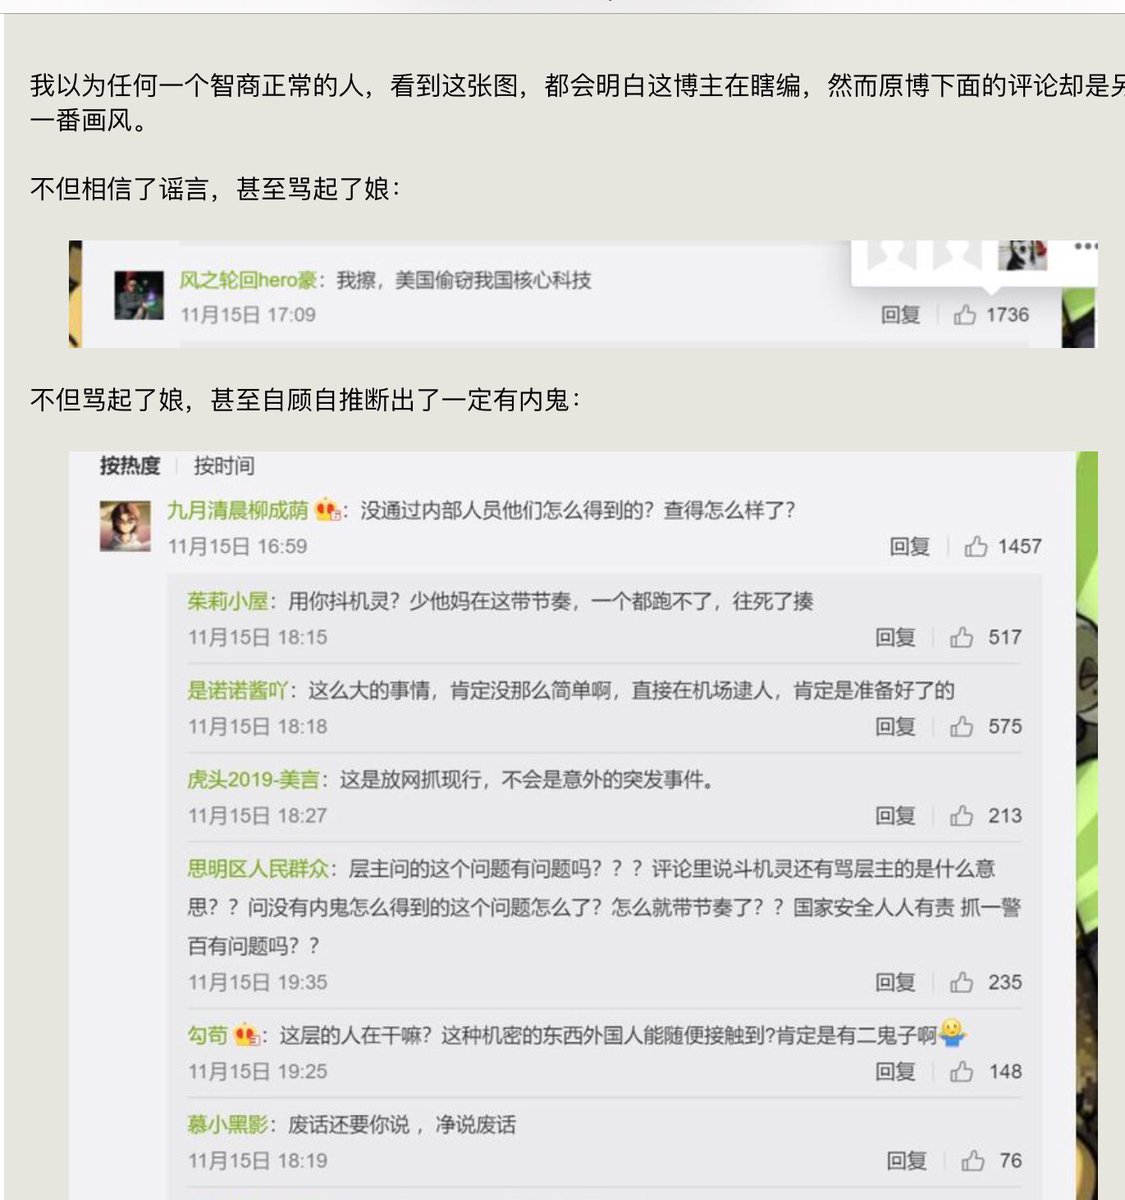 我以为任何一个智商正常的人，看到这张图，都会明白这博主在瞎编，然而原博下面的评论却是另
一番画风。
不但相信了谣言，甚至骂起了娘：
风之轮回hero豪：我擦，美国偷窃我国核心科技
11月15日 17:09
回复 1736
不但骂起了娘，甚至自顾自推断出了一定有内鬼：
按热度 按时间
九月清晨柳成荫：没通过内部人员他们怎么得到的？查得怎么样了？
11月15日 16:59
回复 1457
茱莉小屋：用你抖机灵？少他妈在这带节奏，一个都跑不了，往死了揍
11月15日 18:15
回复 517
是诺诺酱吖：这么大的事情，肯定没那么简单啊，直接在机场逮人，肯定是准备好了的
11月15日 18:18
回复 575
虎头2019-美言：这是放网抓现行，不会是意外的突发事件。
11月15日 18:27
回复 213
思明区人民群众：层主问的这个问题有问题吗？？？评论里说斗机灵还有骂层主的是什么意
思？？问没有内鬼怎么得到的这个问题怎么了？怎么就带节奏了？？国家安全人人有责 抓一警
百有问题吗？？
11月15日 19:35
回复 235
勾苟：这层的人在干嘛？这种机密的东西外国人能随便接触到?肯定是有二鬼子啊
11月15日 19:25
回复 148
慕小黑影：废话还要你说 ，净说废话
11月15日 18:19
回复 76